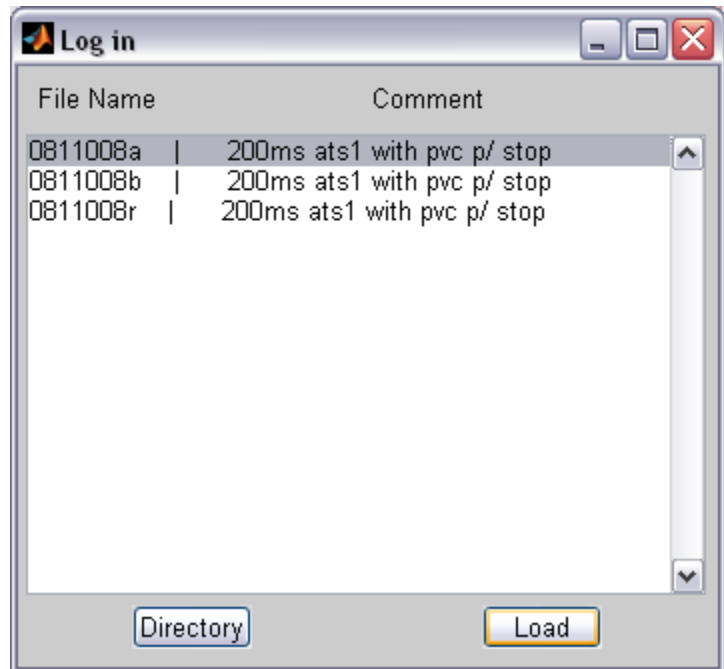 Log in
File Name Comment
0811008a | 200ms ats1 with pvc p/ stop
0811008b | 200ms ats1 with pvc p/ stop
0811008r | 200ms ats1 with pvc p/ stop
Directory Load